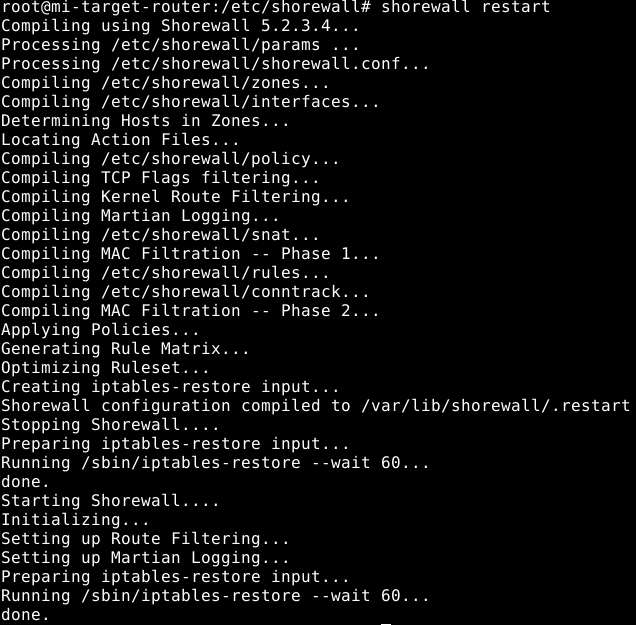 root@mi-target-router:/etc/shorewall# shorewall restart
Compiling using Shorewall 5.2.3.4...
Processing /etc/shorewall/params ...
Processing /etc/shorewall/shorewall.conf...
Compiling /etc/shorewall/zones...
Compiling /etc/shorewall/interfaces...
Determining Hosts in Zones...
Locating Action Files...
Compiling /etc/shorewall/policy...
Compiling TCP Flags filtering...
Compiling Kernel Route Filtering...
Compiling Martian Logging...
Compiling /etc/shorewall/snat...
Compiling MAC Filtration -- Phase 1...
Compiling /etc/shorewall/rules...
Compiling /etc/shorewall/conntrack...
Compiling MAC Filtration -- Phase 2...
Applying Policies...
Generating Rule Matrix...
Optimizing Ruleset...
Creating iptables-restore input...
Shorewall configuration compiled to /var/lib/shorewall/.restart
Stopping Shorewall....
Preparing iptables-restore input...
Running /sbin/iptables-restore --wait 60...
done.
Starting Shorewall....
Initializing...
Setting up Route Filtering...
Setting up Martian Logging...
Preparing iptables-restore input...
Running /sbin/iptables-restore --wait 60...
done.